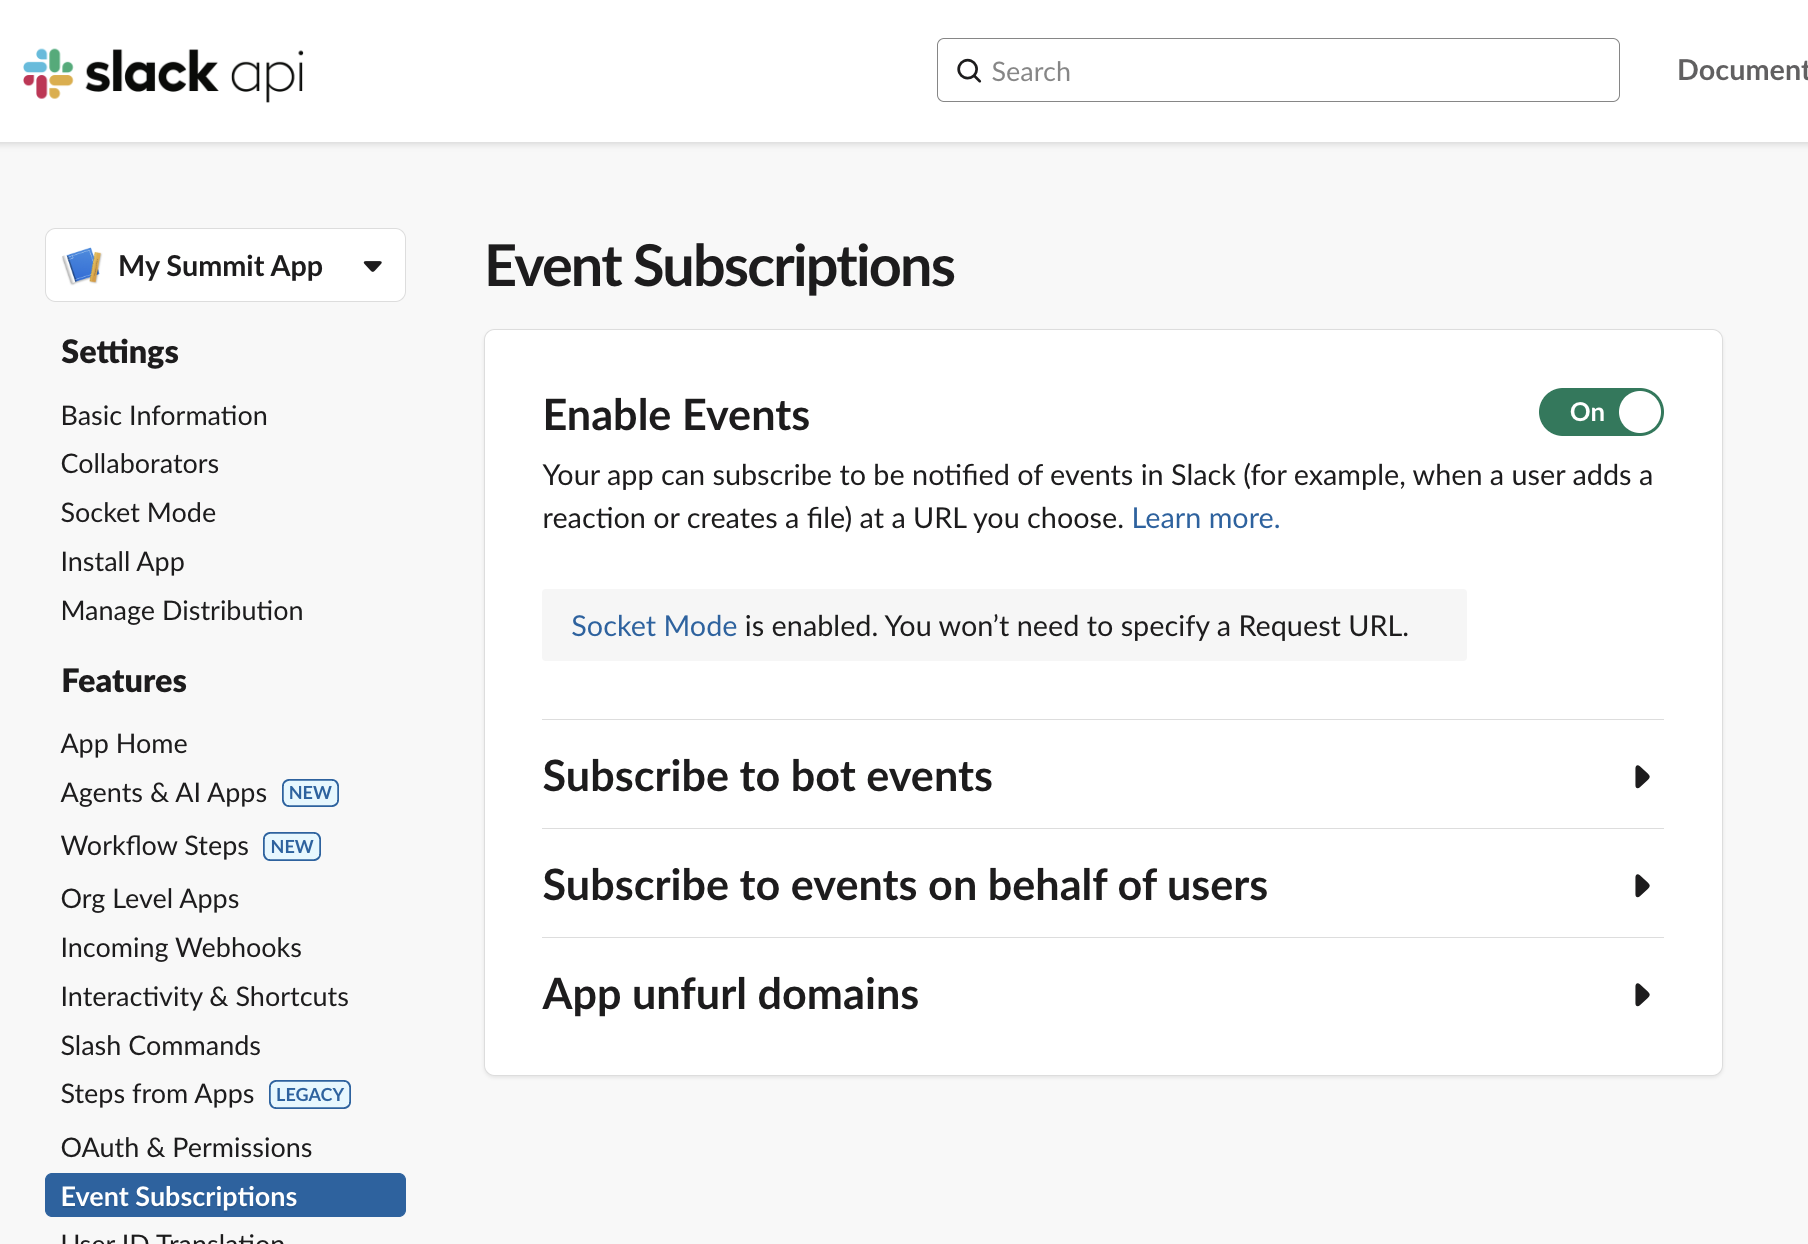 slack api
Search
Document
My Summit App
Settings
Basic Information
Collaborators
Socket Mode
Install App
Manage Distribution
Features
App Home
Agents & AI Apps NEW
Workflow Steps NEW
Org Level Apps
Incoming Webhooks
Interactivity & Shortcuts
Slash Commands
Steps from Apps LEGACY
OAuth & Permissions
Event Subscriptions
User ID Translation
Event Subscriptions
Enable Events
On
Your app can subscribe to be notified of events in Slack (for example, when a user adds a
reaction or creates a file) at a URL you choose. Learn more.
Socket Mode is enabled. You won’t need to specify a Request URL.
Subscribe to bot events
Subscribe to events on behalf of users
App unfurl domains